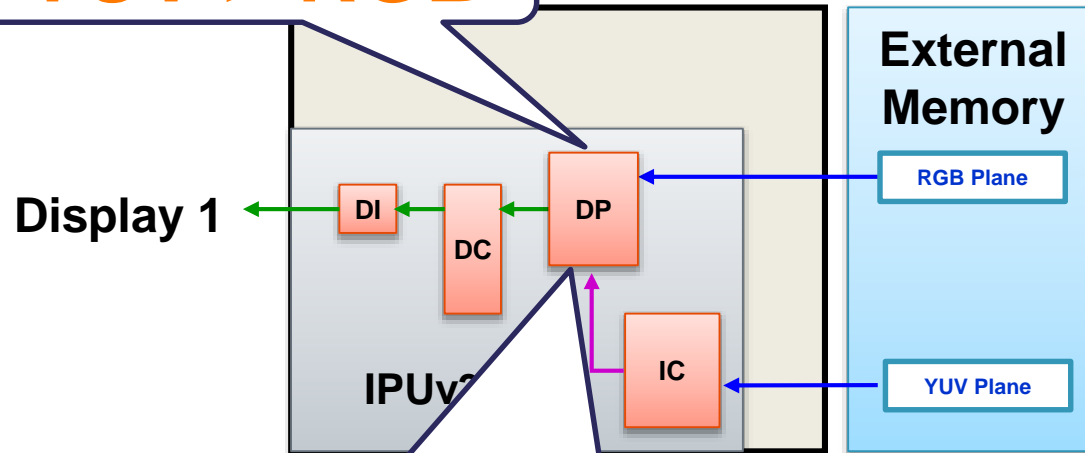 External
Memory
RGB Plane
Display 1
DI
DC
DP
IC
YUV Plane